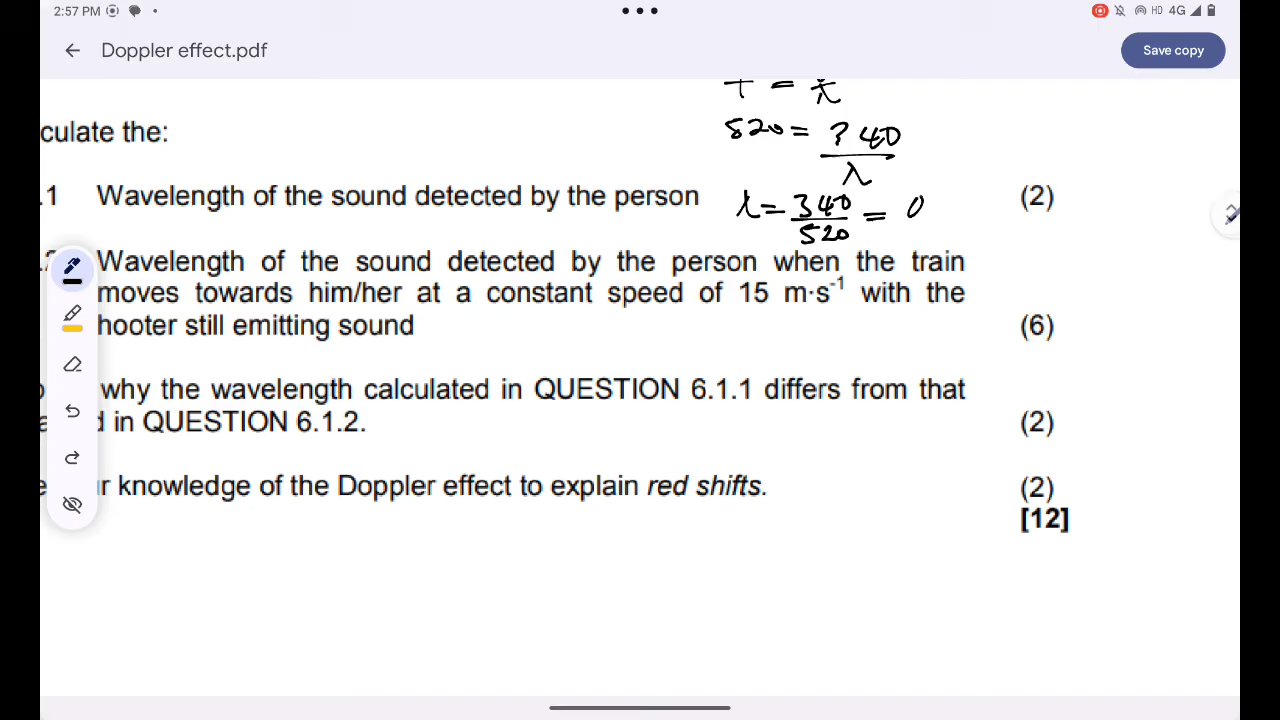 2:57 PM
HD 4G
Doppler effect.pdf
Save copy
culate the:
520 = 340
λ
.1 Wavelength of the sound detected by the person (2)
λ = 340 = 0
520
Wavelength of the sound detected by the person when the train
moves towards him/her at a constant speed of 15 m·s⁻¹ with the
hooter still emitting sound (6)
why the wavelength calculated in QUESTION 6.1.1 differs from that
d in QUESTION 6.1.2. (2)
r knowledge of the Doppler effect to explain red shifts. (2)
[12]